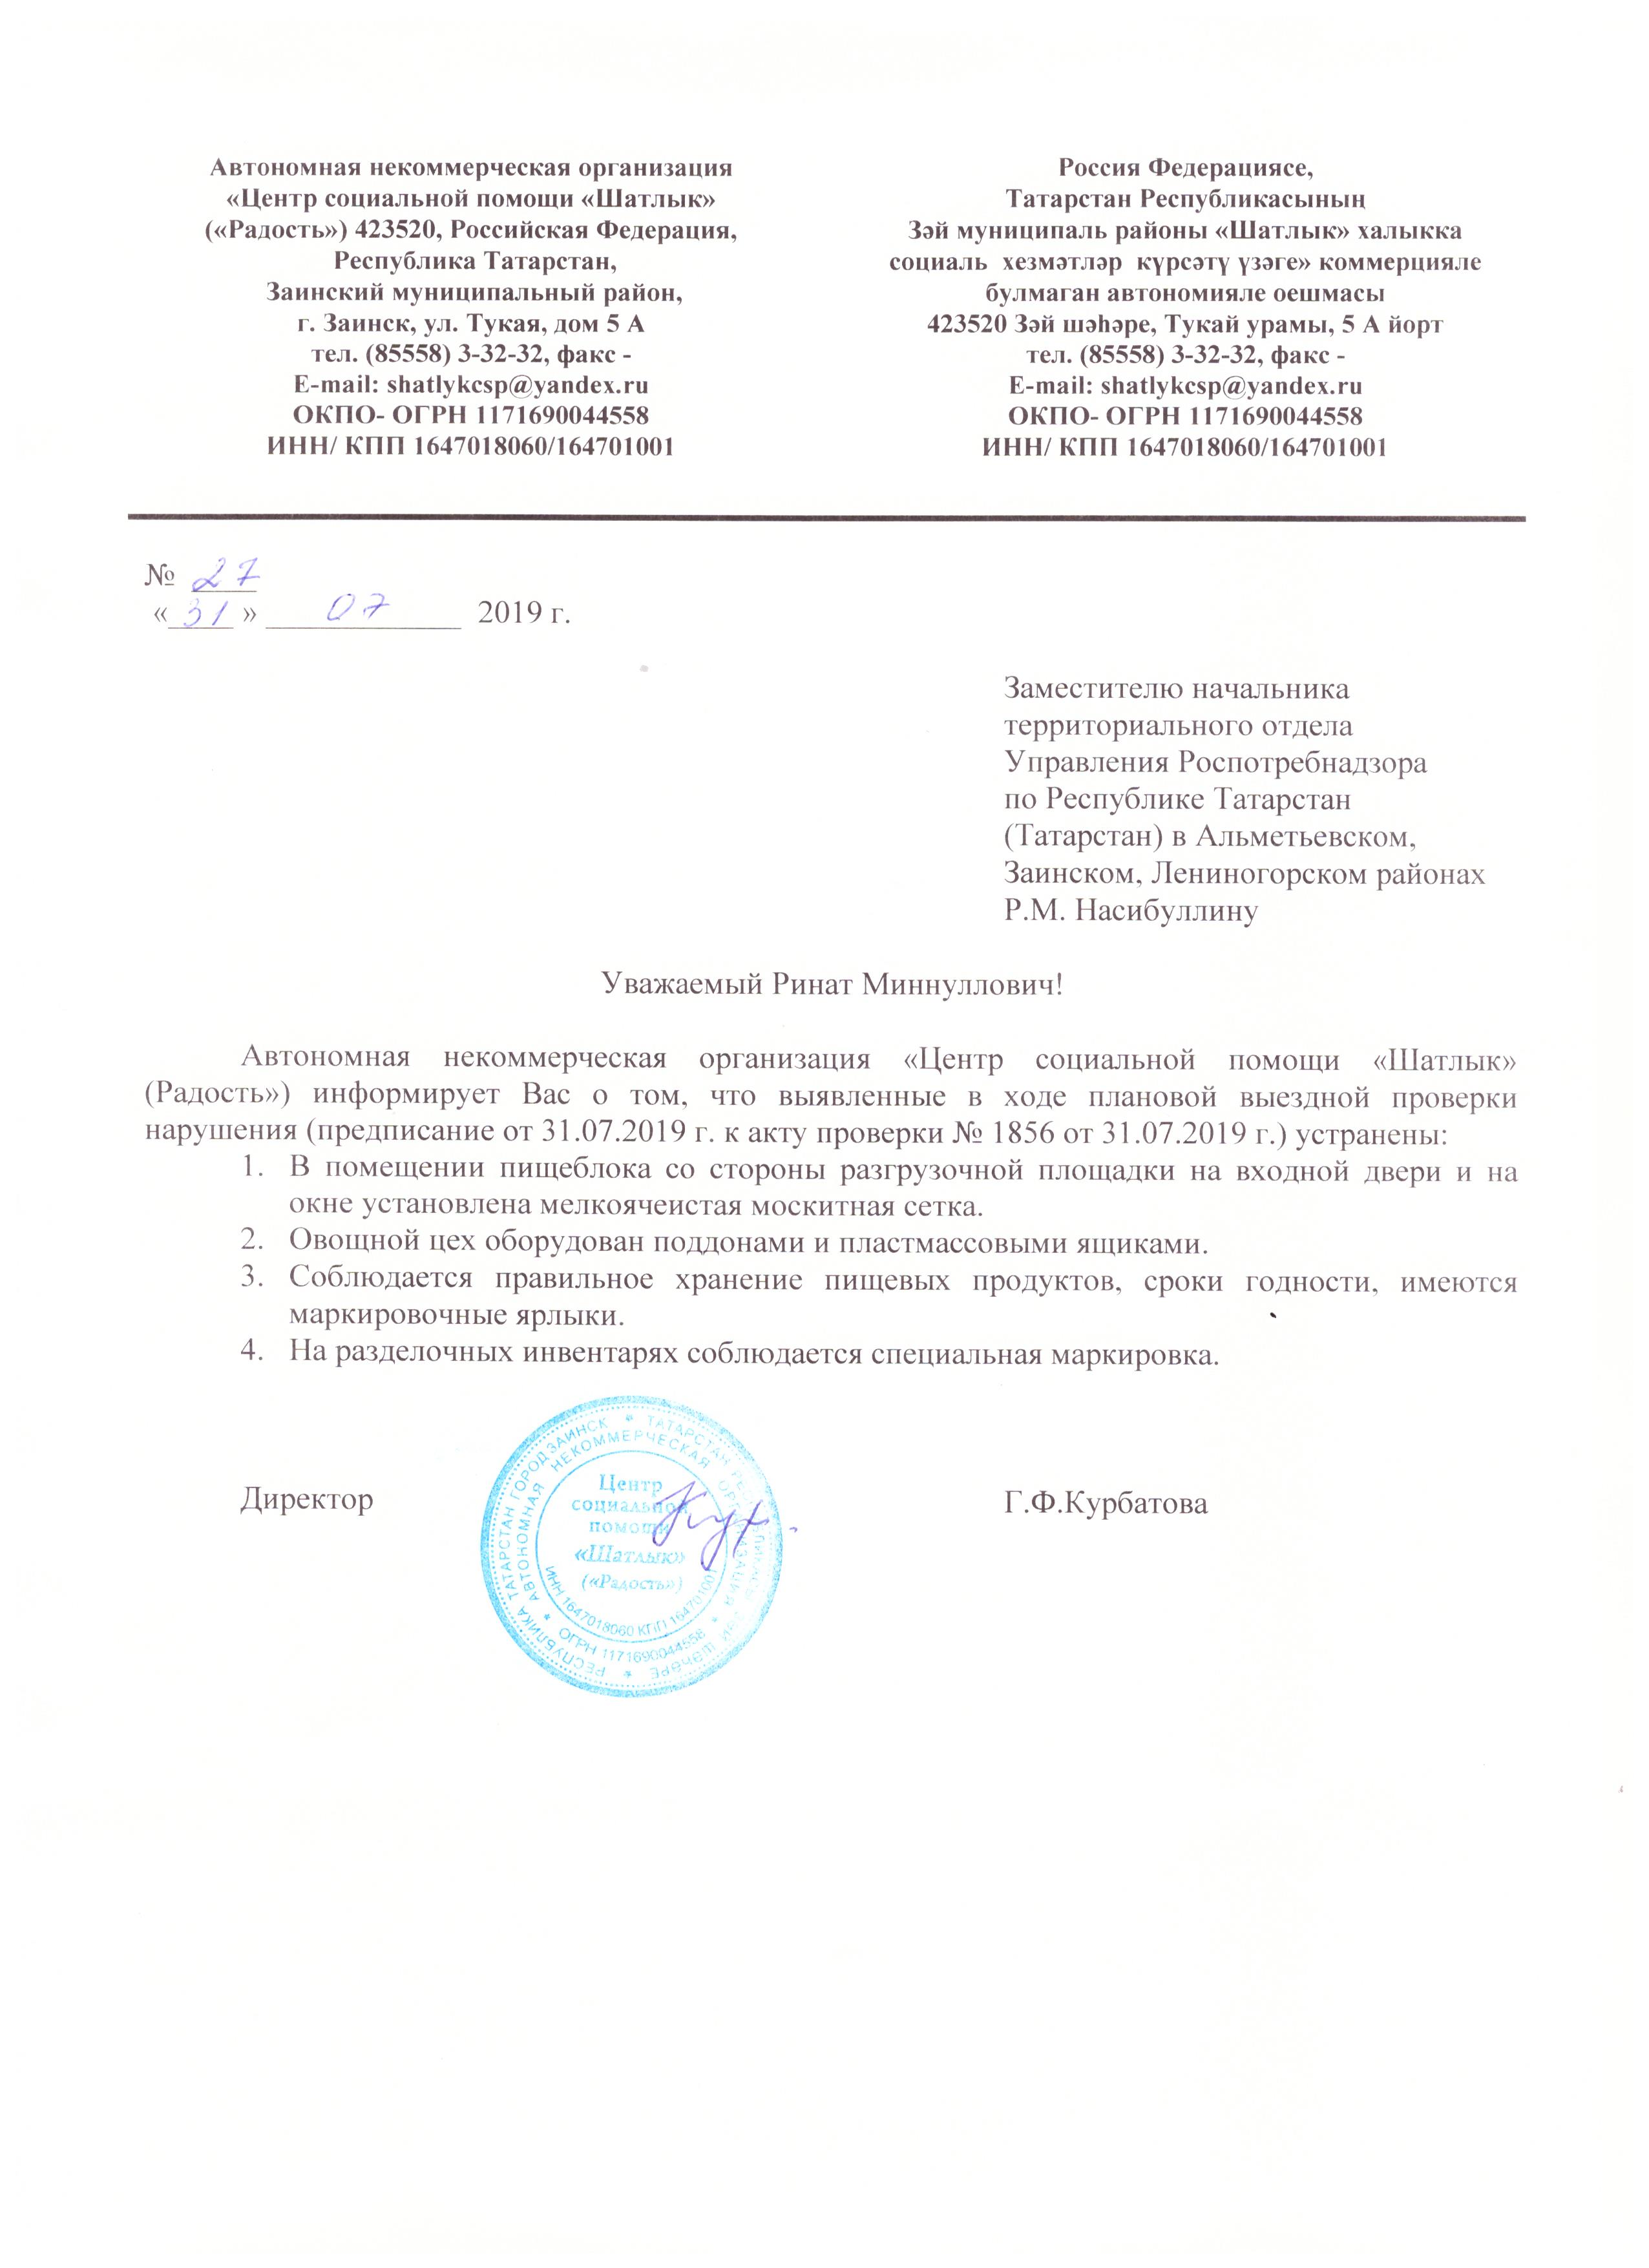 Автономная некоммерческая организация
«Центр социальной помощи «Шатлык»
(«Радость») 423520, Российская Федерация,
Республика Татарстан,
Заинский муниципальный район,
г. Заинск, ул. Тукая, дом 5 А
тел. (85558) 3-32-32, факс -
E-mail: shatlykcsp@yandex.ru
ОКПО- ОГРН 1171690044558
ИНН/ КПП 1647018060/164701001
Россия Федерациясе,
Татарстан Республикасының
Зәй муниципаль районы «Шатлык» халыкка
социаль хезмәтләр күрсәтү үзәге» коммерцияле
булмаган автономияле оешмасы
423520 Зәй шәһәре, Тукай урамы, 5 А йорт
тел. (85558) 3-32-32, факс -
E-mail: shatlykcsp@yandex.ru
ОКПО- ОГРН 1171690044558
ИНН/ КПП 1647018060/164701001
№ 27
«31» 07 2019 г.
Заместителю начальника
территориального отдела
Управления Роспотребнадзора
по Республике Татарстан
(Татарстан) в Альметьевском,
Заинском, Лениногорском районах
Р.М. Насибуллину
Уважаемый Ринат Миннуллович!
Автономная некоммерческая организация «Центр социальной помощи «Шатлык»
(Радость») информирует Вас о том, что выявленные в ходе плановой выездной проверки
нарушения (предписание от 31.07.2019 г. к акту проверки № 1856 от 31.07.2019 г.) устранены:
1. В помещении пищеблока со стороны разгрузочной площадки на входной двери и на
окне установлена мелкоячеистая москитная сетка.
2. Овощной цех оборудован поддонами и пластмассовыми ящиками.
3. Соблюдается правильное хранение пищевых продуктов, сроки годности, имеются
маркировочные ярлыки.
4. На разделочных инвентарях соблюдается специальная маркировка.
Директор
Г.Ф.Курбатова
РЕСПУБЛИКА ТАТАРСТАН ГОРОД ЗАИНСК * ТАТАРСТАН
АВТОНОМНАЯ НЕКОММЕРЧЕСКАЯ
* ОГРН 1171690044558 *
ИНН 1647018060 КПП 164701001
Центр
социальной
помощи
«Шатлык»
(«Радость»)